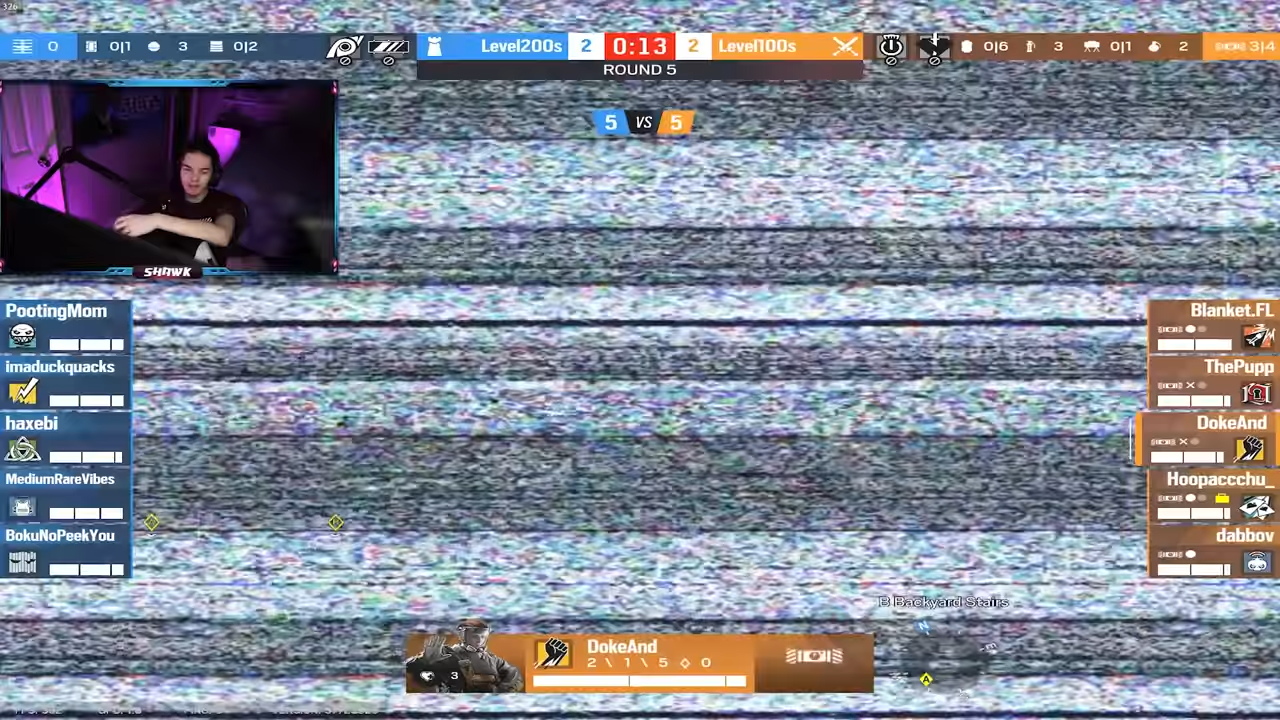 326
0 0|1 3 0|2 Level200s 2 0:13 2 Level100s 0|6 3 0|1 2 3|4
ROUND 5
5 VS 5
SHAWK
PootingMom
imaduckquacks
haxebi
MediumRareVibes
BokuNoPeekYou
Blanket.FL
ThePupp
DokeAnd
Hoopaccchu_
dabbov
B Backyard Stairs
N
A
DokeAnd
3 2 \ 1 \ 5 ◇ 0